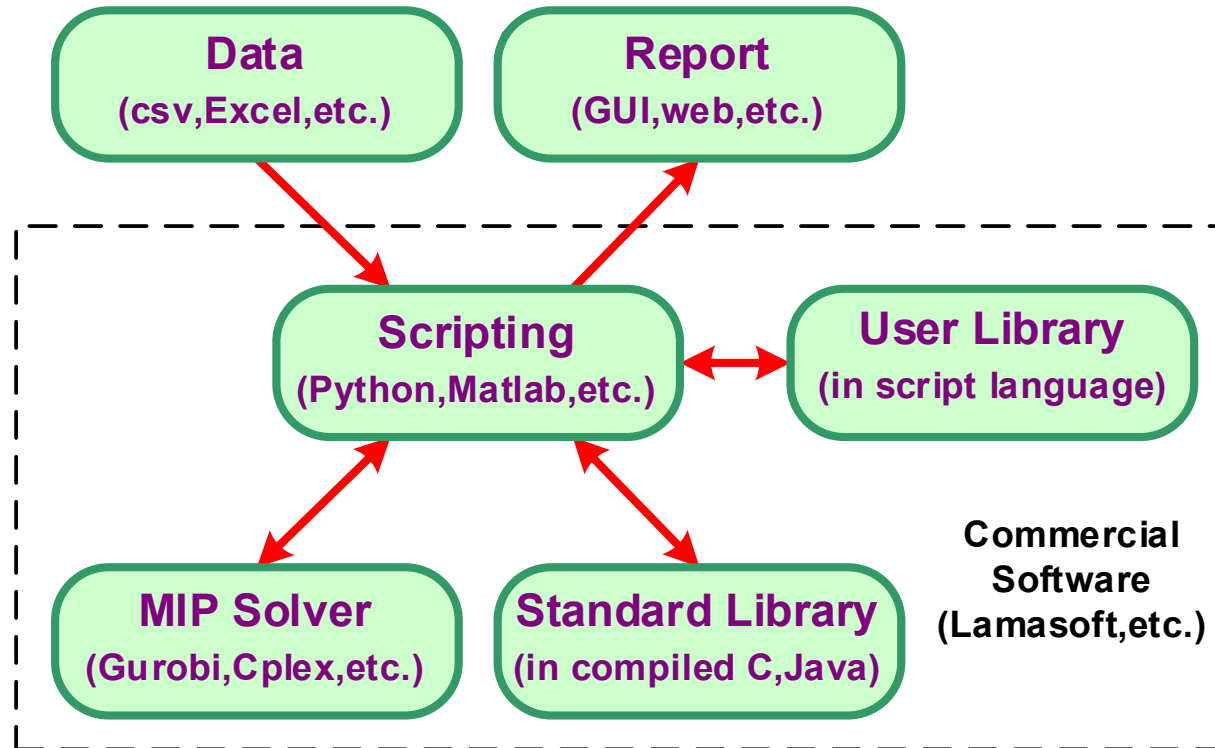 Data
(csv,Excel,etc.)
Report
(GUI,web,etc.)
Scripting
(Python,Matlab,etc.)
User Library
(in script language)
MIP Solver
(Gurobi,Cplex,etc.)
Standard Library
(in compiled C,Java)
Commercial
Software
(Lamasoft,etc.)